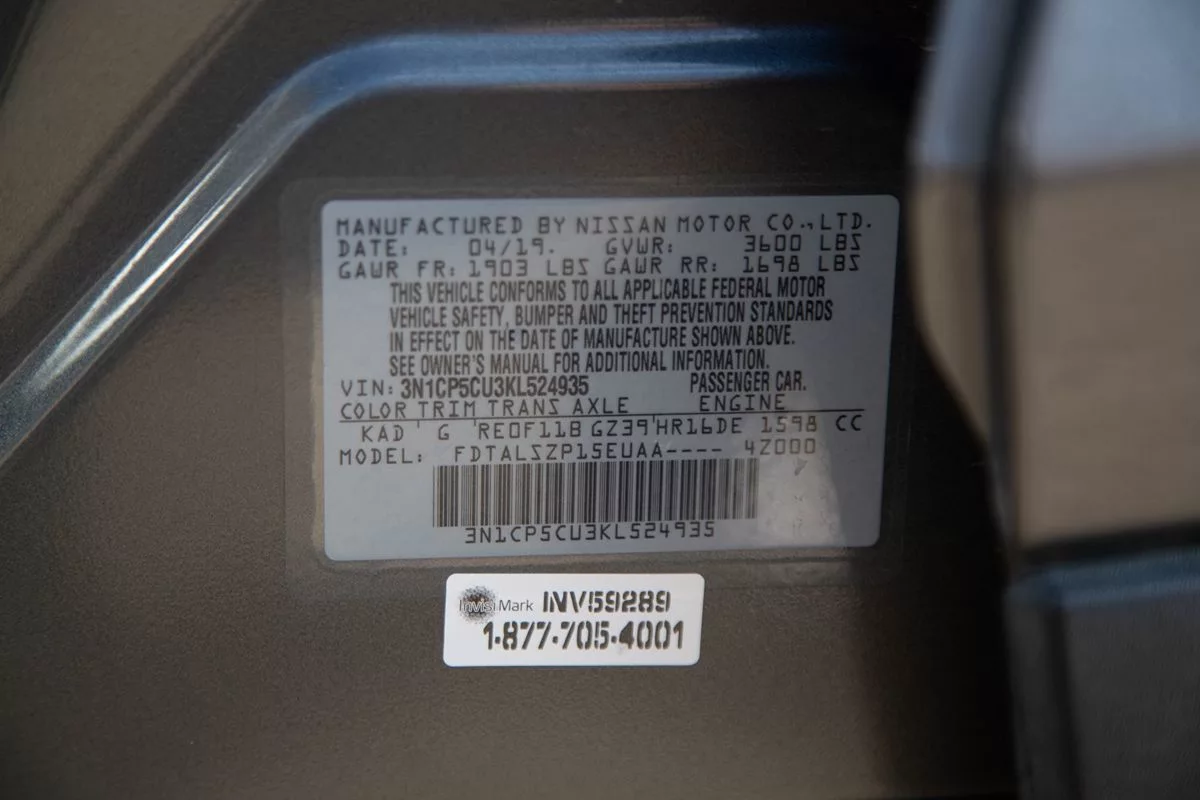 MANUFACTURED BY NISSAN MOTOR CO., LTD.
DATE: 04/19. GVWR: 3600 LBS
GAWR FR: 1903 LBS GAWR RR: 1698 LBS
THIS VEHICLE CONFORMS TO ALL APPLICABLE FEDERAL MOTOR
VEHICLE SAFETY, BUMPER AND THEFT PREVENTION STANDARDS
IN EFFECT ON THE DATE OF MANUFACTURE SHOWN ABOVE.
SEE OWNER'S MANUAL FOR ADDITIONAL INFORMATION.
VIN: 3N1CP5CU3KL524935 PASSENGER CAR.
COLOR TRIM TRANS AXLE ENGINE
KAD ' G 'RE0F11B GZ39'HR16DE 1598 CC
MODEL: FDTALSZP15EUAA---- 4Z000
3N1CP5CU3KL524935
InvisiMark INV59289
1-877-705-4001